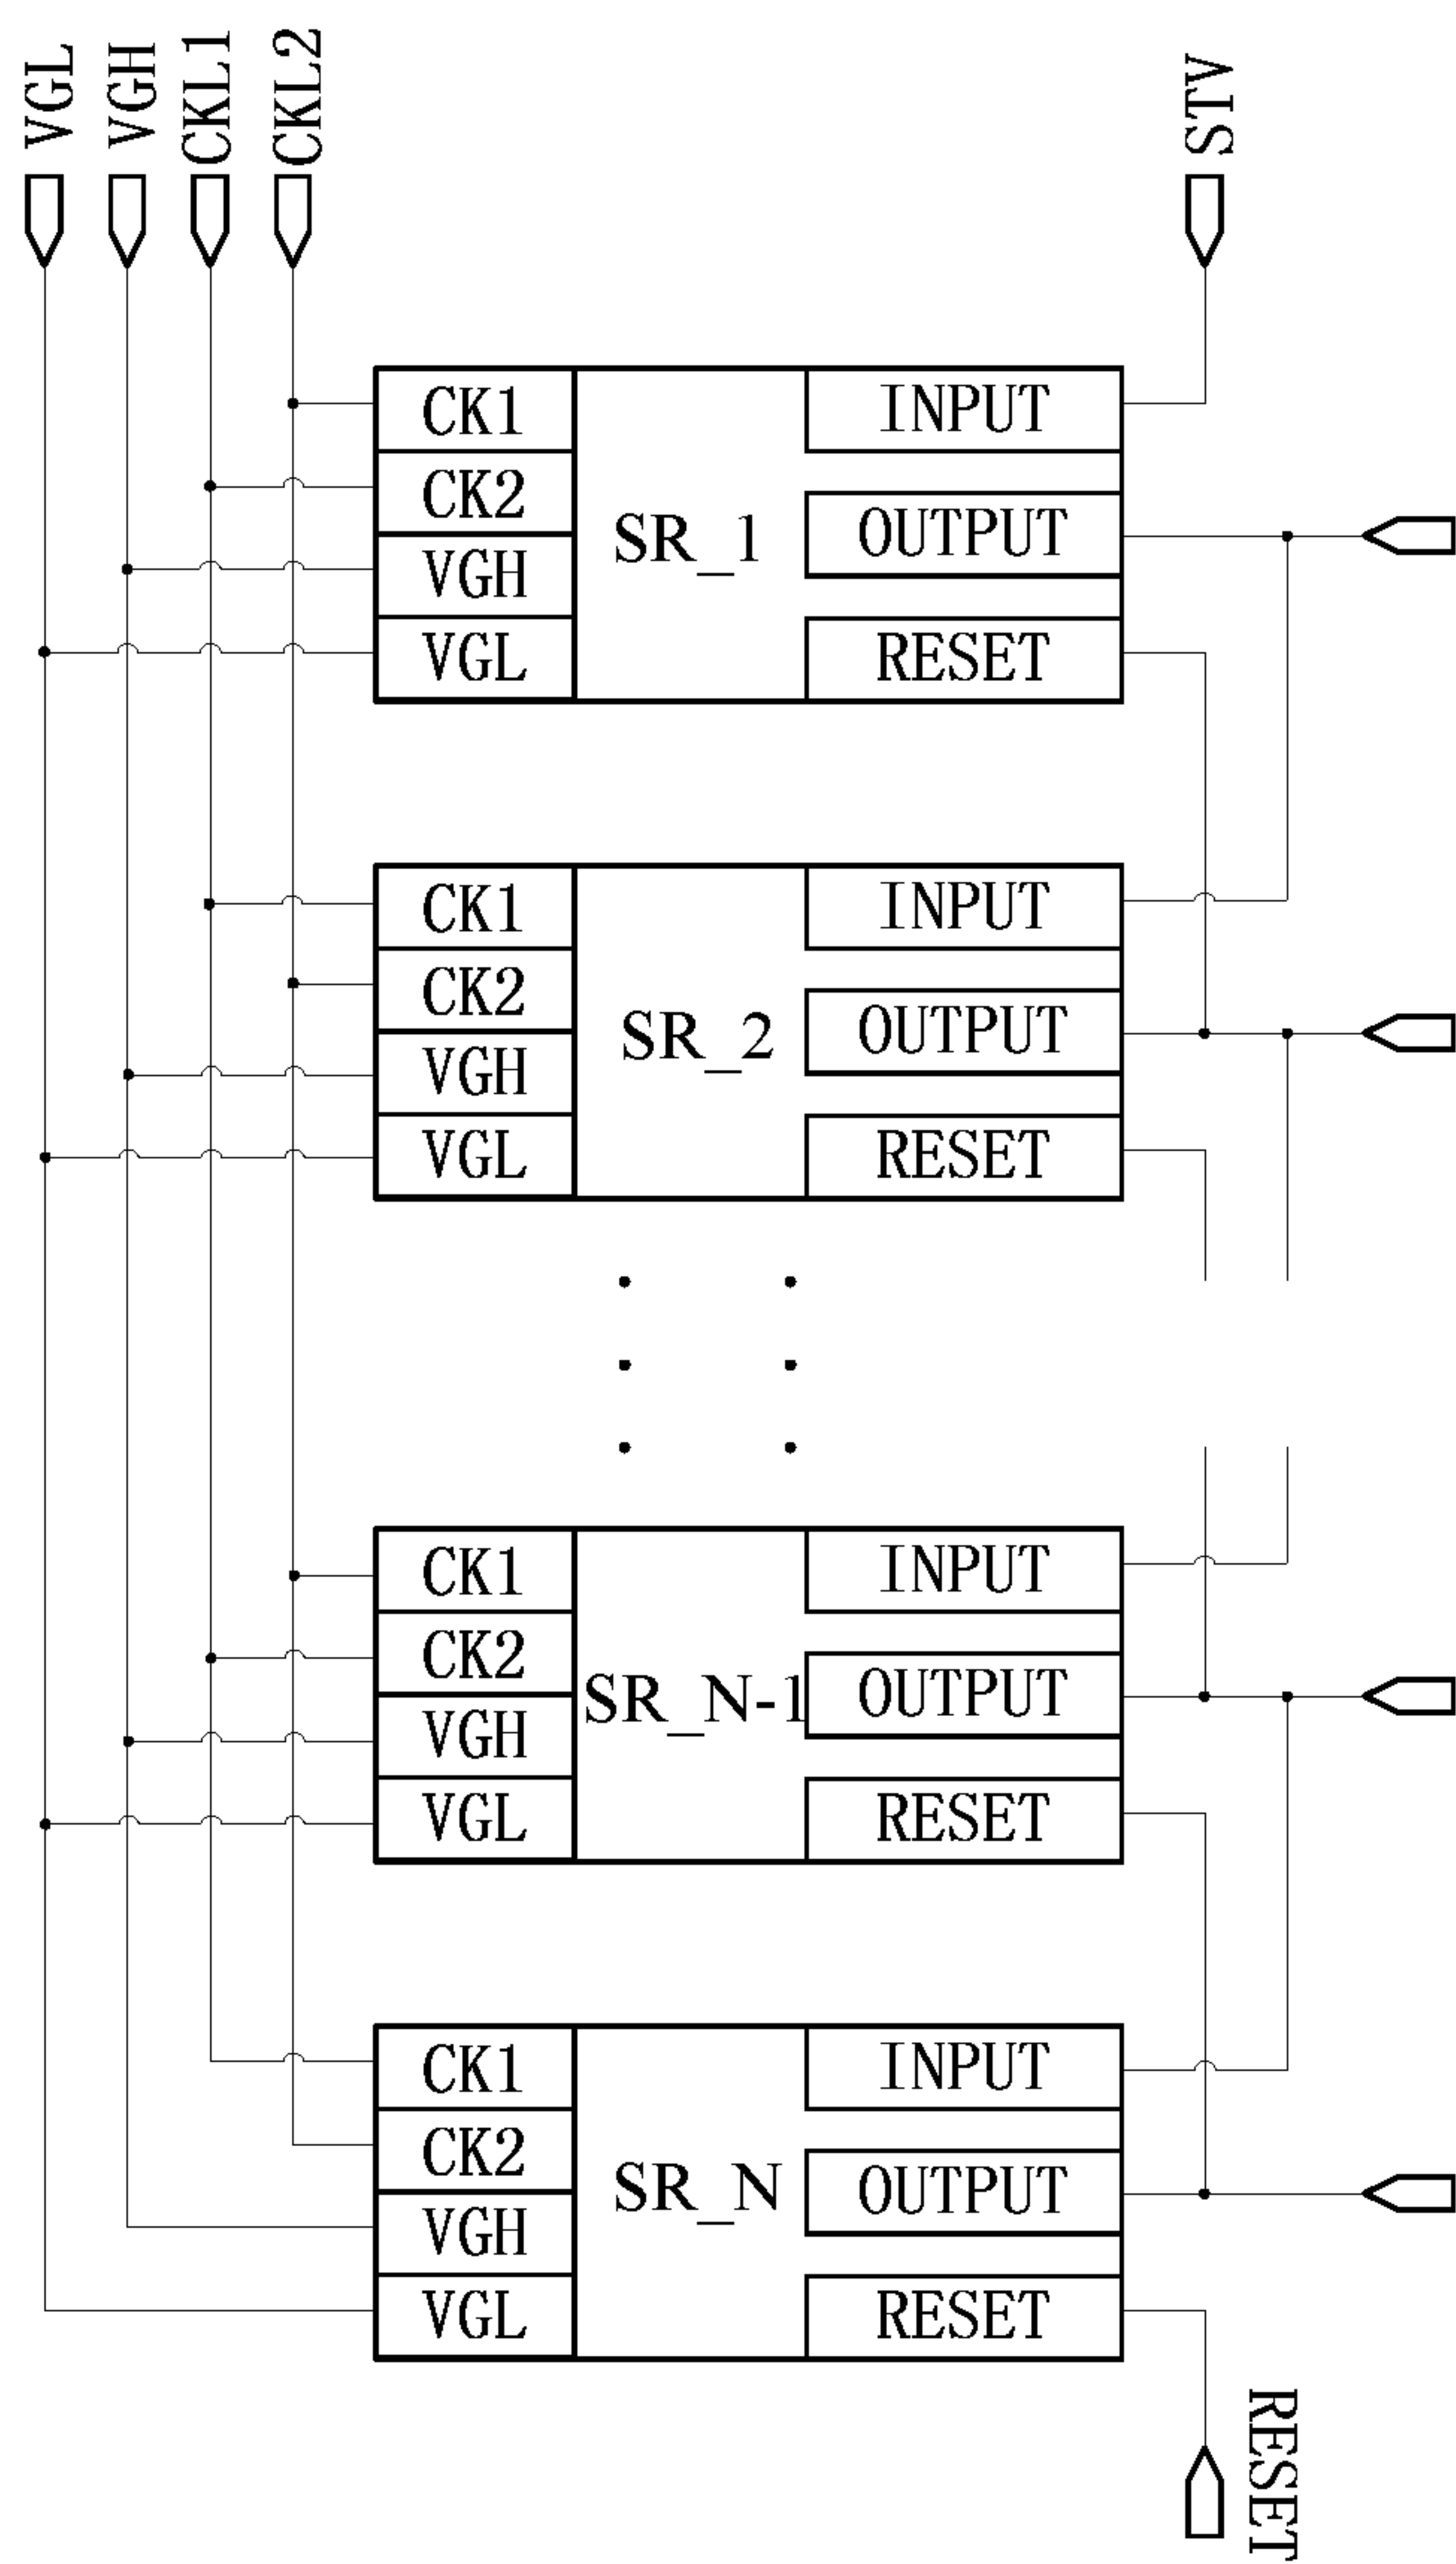 VGL
VGH
CKL1
CKL2
STV
CK1
CK2
VGH
VGL
SR_1
INPUT
OUTPUT
RESET
CK1
CK2
VGH
VGL
SR_2
INPUT
OUTPUT
RESET
CK1
CK2
VGH
VGL
SR_N-1
INPUT
OUTPUT
RESET
CK1
CK2
VGH
VGL
SR_N
INPUT
OUTPUT
RESET
RESET